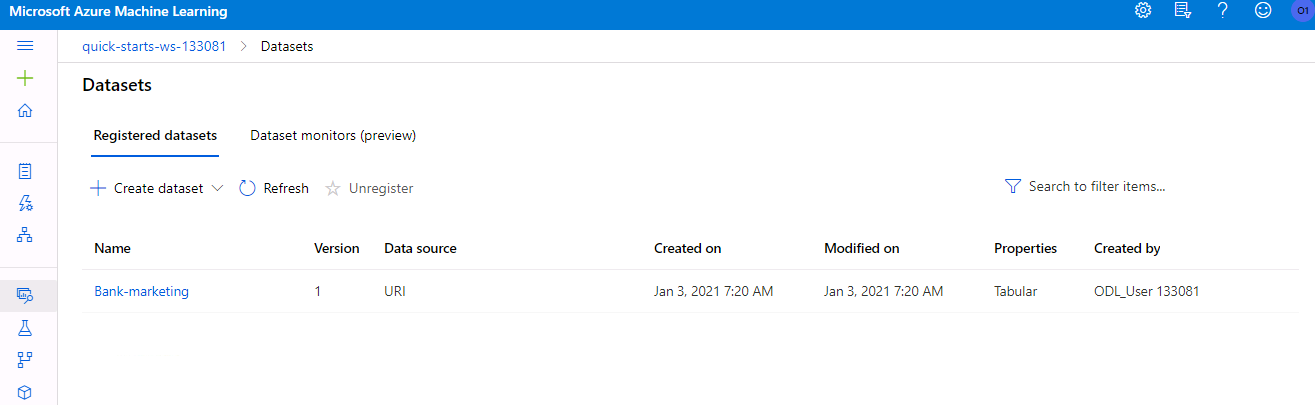 Microsoft Azure Machine Learning
O1
quick-starts-ws-133081 > Datasets
Datasets
Registered datasets Dataset monitors (preview)
Create dataset Refresh Unregister Search to filter items...
Name Version Data source Created on Modified on Properties Created by
Bank-marketing 1 URI Jan 3, 2021 7:20 AM Jan 3, 2021 7:20 AM Tabular ODL_User 133081